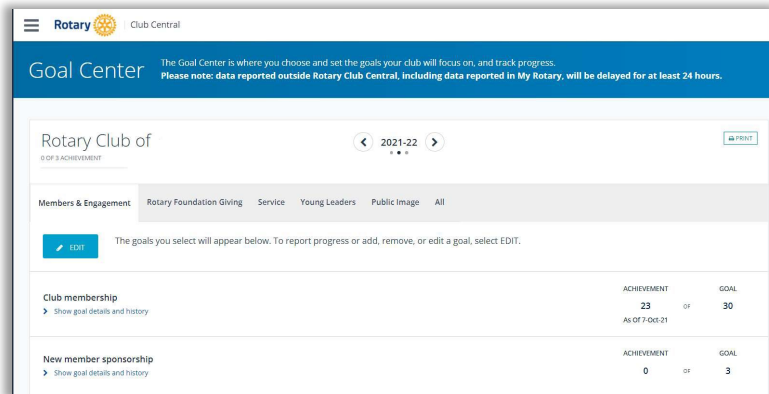 Rotary Club Central
Goal Center
The Goal Center is where you choose and set the goals your club will focus on, and track progress.
Please note: data reported outside Rotary Club Central, including data reported in My Rotary, will be delayed for at least 24 hours.
Rotary Club of
0 OF 3 ACHIEVEMENT
2021-22
PRINT
Members & Engagement Rotary Foundation Giving Service Young Leaders Public Image All
EDIT
The goals you select will appear below. To report progress or add, remove, or edit a goal, select EDIT.
Club membership
Show goal details and history
ACHIEVEMENT GOAL
23 OF 30
As Of 7-Oct-21
New member sponsorship
Show goal details and history
ACHIEVEMENT GOAL
0 OF 3